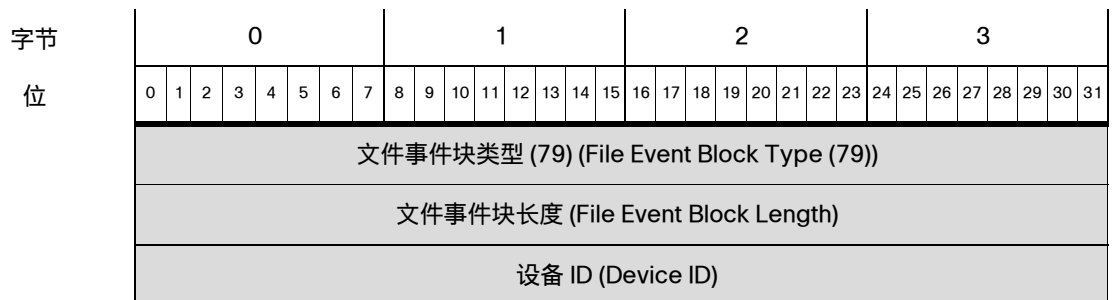 字节 0 1 2 3
位 0 1 2 3 4 5 6 7 8 9 10 11 12 13 14 15 16 17 18 19 20 21 22 23 24 25 26 27 28 29 30 31
文件事件块类型 (79) (File Event Block Type (79))
文件事件块长度 (File Event Block Length)
设备 ID (Device ID)